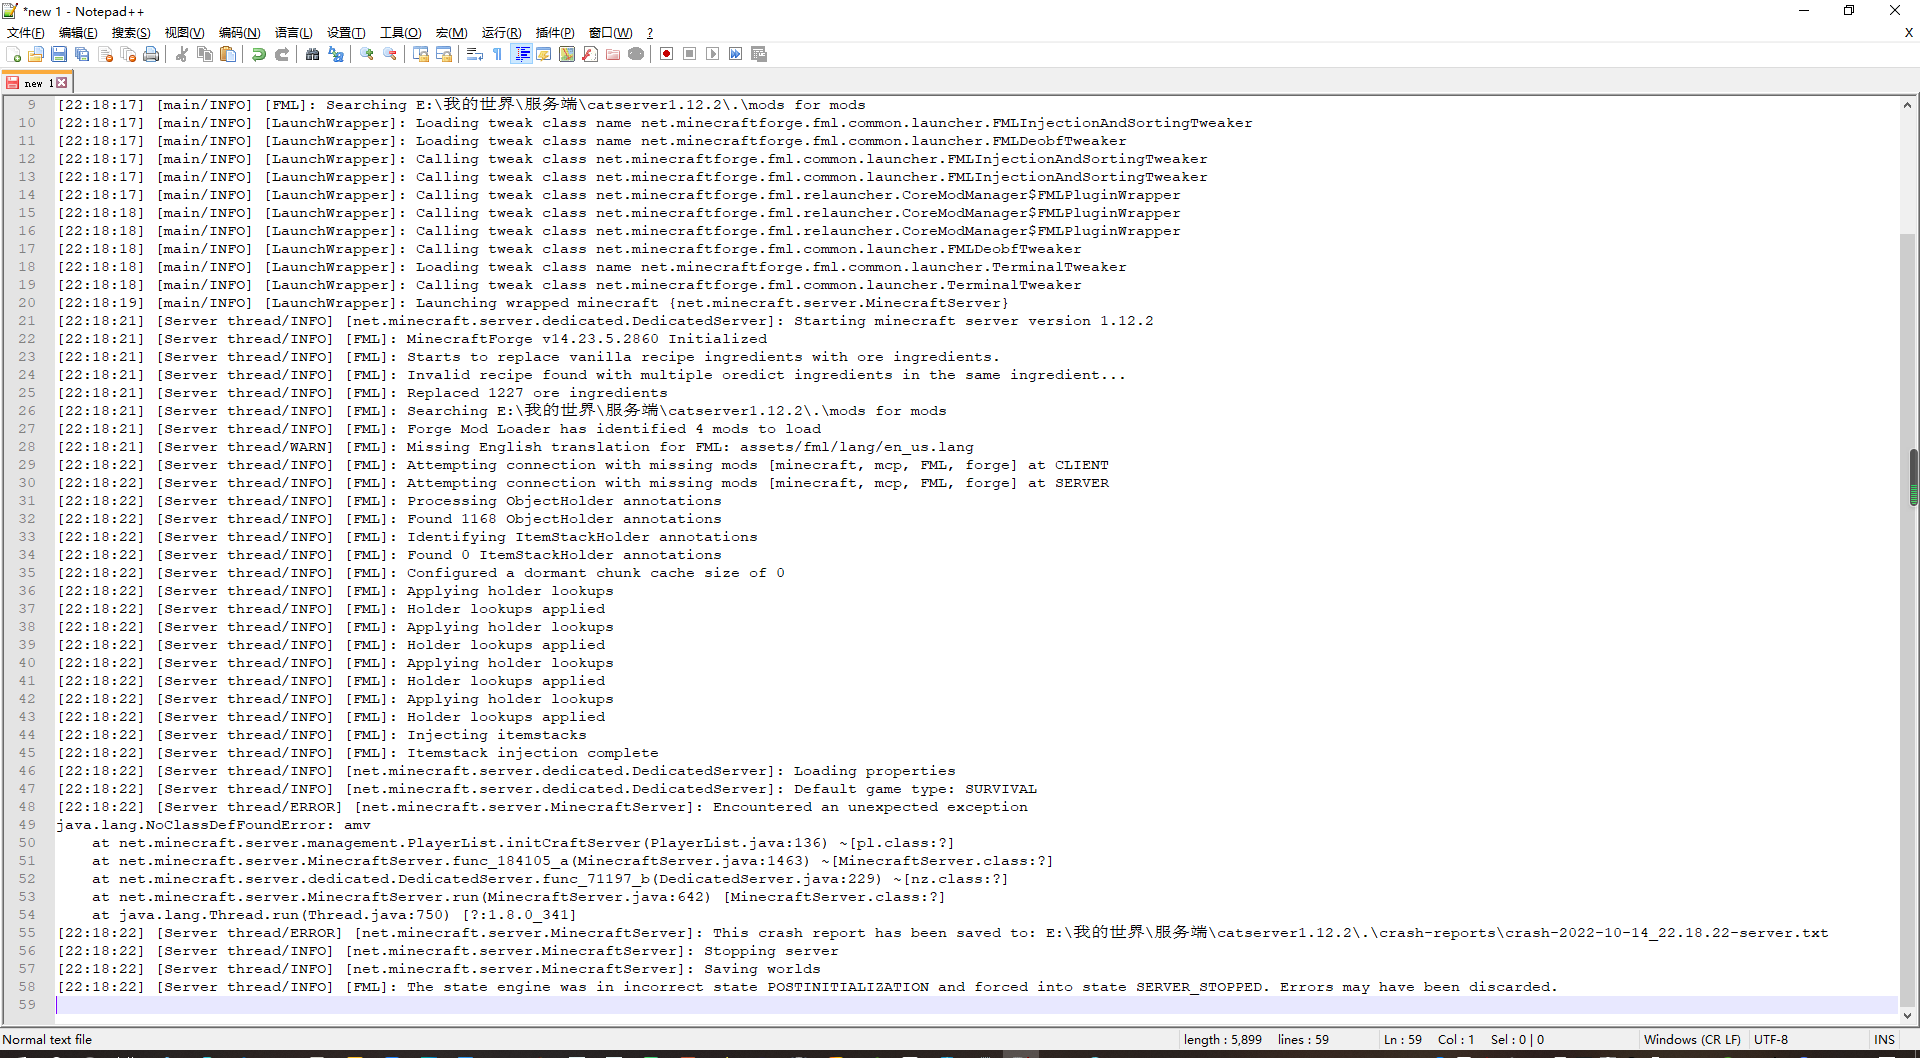 *new 1 - Notepad++
文件(F) 编辑(E) 搜索(S) 视图(V) 编码(N) 语言(L) 设置(T) 工具(O) 宏(M) 运行(R) 插件(P) 窗口(W) ? X
new 1
9 [22:18:17] [main/INFO] [FML]: Searching E:\我的世界\服务端\catserver1.12.2\.\mods for mods
10 [22:18:17] [main/INFO] [LaunchWrapper]: Loading tweak class name net.minecraftforge.fml.common.launcher.FMLInjectionAndSortingTweaker
11 [22:18:17] [main/INFO] [LaunchWrapper]: Loading tweak class name net.minecraftforge.fml.common.launcher.FMLDeobfTweaker
12 [22:18:17] [main/INFO] [LaunchWrapper]: Calling tweak class net.minecraftforge.fml.common.launcher.FMLInjectionAndSortingTweaker
13 [22:18:17] [main/INFO] [LaunchWrapper]: Calling tweak class net.minecraftforge.fml.common.launcher.FMLInjectionAndSortingTweaker
14 [22:18:17] [main/INFO] [LaunchWrapper]: Calling tweak class net.minecraftforge.fml.relauncher.CoreModManager$FMLPluginWrapper
15 [22:18:18] [main/INFO] [LaunchWrapper]: Calling tweak class net.minecraftforge.fml.relauncher.CoreModManager$FMLPluginWrapper
16 [22:18:18] [main/INFO] [LaunchWrapper]: Calling tweak class net.minecraftforge.fml.relauncher.CoreModManager$FMLPluginWrapper
17 [22:18:18] [main/INFO] [LaunchWrapper]: Calling tweak class net.minecraftforge.fml.common.launcher.FMLDeobfTweaker
18 [22:18:18] [main/INFO] [LaunchWrapper]: Loading tweak class name net.minecraftforge.fml.common.launcher.TerminalTweaker
19 [22:18:18] [main/INFO] [LaunchWrapper]: Calling tweak class net.minecraftforge.fml.common.launcher.TerminalTweaker
20 [22:18:19] [main/INFO] [LaunchWrapper]: Launching wrapped minecraft {net.minecraft.server.MinecraftServer}
21 [22:18:21] [Server thread/INFO] [net.minecraft.server.dedicated.DedicatedServer]: Starting minecraft server version 1.12.2
22 [22:18:21] [Server thread/INFO] [FML]: MinecraftForge v14.23.5.2860 Initialized
23 [22:18:21] [Server thread/INFO] [FML]: Starts to replace vanilla recipe ingredients with ore ingredients.
24 [22:18:21] [Server thread/INFO] [FML]: Invalid recipe found with multiple oredict ingredients in the same ingredient...
25 [22:18:21] [Server thread/INFO] [FML]: Replaced 1227 ore ingredients
26 [22:18:21] [Server thread/INFO] [FML]: Searching E:\我的世界\服务端\catserver1.12.2\.\mods for mods
27 [22:18:21] [Server thread/INFO] [FML]: Forge Mod Loader has identified 4 mods to load
28 [22:18:21] [Server thread/WARN] [FML]: Missing English translation for FML: assets/fml/lang/en_us.lang
29 [22:18:22] [Server thread/INFO] [FML]: Attempting connection with missing mods [minecraft, mcp, FML, forge] at CLIENT
30 [22:18:22] [Server thread/INFO] [FML]: Attempting connection with missing mods [minecraft, mcp, FML, forge] at SERVER
31 [22:18:22] [Server thread/INFO] [FML]: Processing ObjectHolder annotations
32 [22:18:22] [Server thread/INFO] [FML]: Found 1168 ObjectHolder annotations
33 [22:18:22] [Server thread/INFO] [FML]: Identifying ItemStackHolder annotations
34 [22:18:22] [Server thread/INFO] [FML]: Found 0 ItemStackHolder annotations
35 [22:18:22] [Server thread/INFO] [FML]: Configured a dormant chunk cache size of 0
36 [22:18:22] [Server thread/INFO] [FML]: Applying holder lookups
37 [22:18:22] [Server thread/INFO] [FML]: Holder lookups applied
38 [22:18:22] [Server thread/INFO] [FML]: Applying holder lookups
39 [22:18:22] [Server thread/INFO] [FML]: Holder lookups applied
40 [22:18:22] [Server thread/INFO] [FML]: Applying holder lookups
41 [22:18:22] [Server thread/INFO] [FML]: Holder lookups applied
42 [22:18:22] [Server thread/INFO] [FML]: Applying holder lookups
43 [22:18:22] [Server thread/INFO] [FML]: Holder lookups applied
44 [22:18:22] [Server thread/INFO] [FML]: Injecting itemstacks
45 [22:18:22] [Server thread/INFO] [FML]: Itemstack injection complete
46 [22:18:22] [Server thread/INFO] [net.minecraft.server.dedicated.DedicatedServer]: Loading properties
47 [22:18:22] [Server thread/INFO] [net.minecraft.server.dedicated.DedicatedServer]: Default game type: SURVIVAL
48 [22:18:22] [Server thread/ERROR] [net.minecraft.server.MinecraftServer]: Encountered an unexpected exception
49 java.lang.NoClassDefFoundError: amv
50 at net.minecraft.server.management.PlayerList.initCraftServer(PlayerList.java:136) ~[pl.class:?]
51 at net.minecraft.server.MinecraftServer.func_184105_a(MinecraftServer.java:1463) ~[MinecraftServer.class:?]
52 at net.minecraft.server.dedicated.DedicatedServer.func_71197_b(DedicatedServer.java:229) ~[nz.class:?]
53 at net.minecraft.server.MinecraftServer.run(MinecraftServer.java:642) [MinecraftServer.class:?]
54 at java.lang.Thread.run(Thread.java:750) [?:1.8.0_341]
55 [22:18:22] [Server thread/ERROR] [net.minecraft.server.MinecraftServer]: This crash report has been saved to: E:\我的世界\服务端\catserver1.12.2\.\crash-reports\crash-2022-10-14_22.18.22-server.txt
56 [22:18:22] [Server thread/INFO] [net.minecraft.server.MinecraftServer]: Stopping server
57 [22:18:22] [Server thread/INFO] [net.minecraft.server.MinecraftServer]: Saving worlds
58 [22:18:22] [Server thread/INFO] [FML]: The state engine was in incorrect state POSTINITIALIZATION and forced into state SERVER_STOPPED. Errors may have been discarded.
59
Normal text file length : 5,899 lines : 59 Ln : 59 Col : 1 Sel : 0 | 0 Windows (CR LF) UTF-8 INS